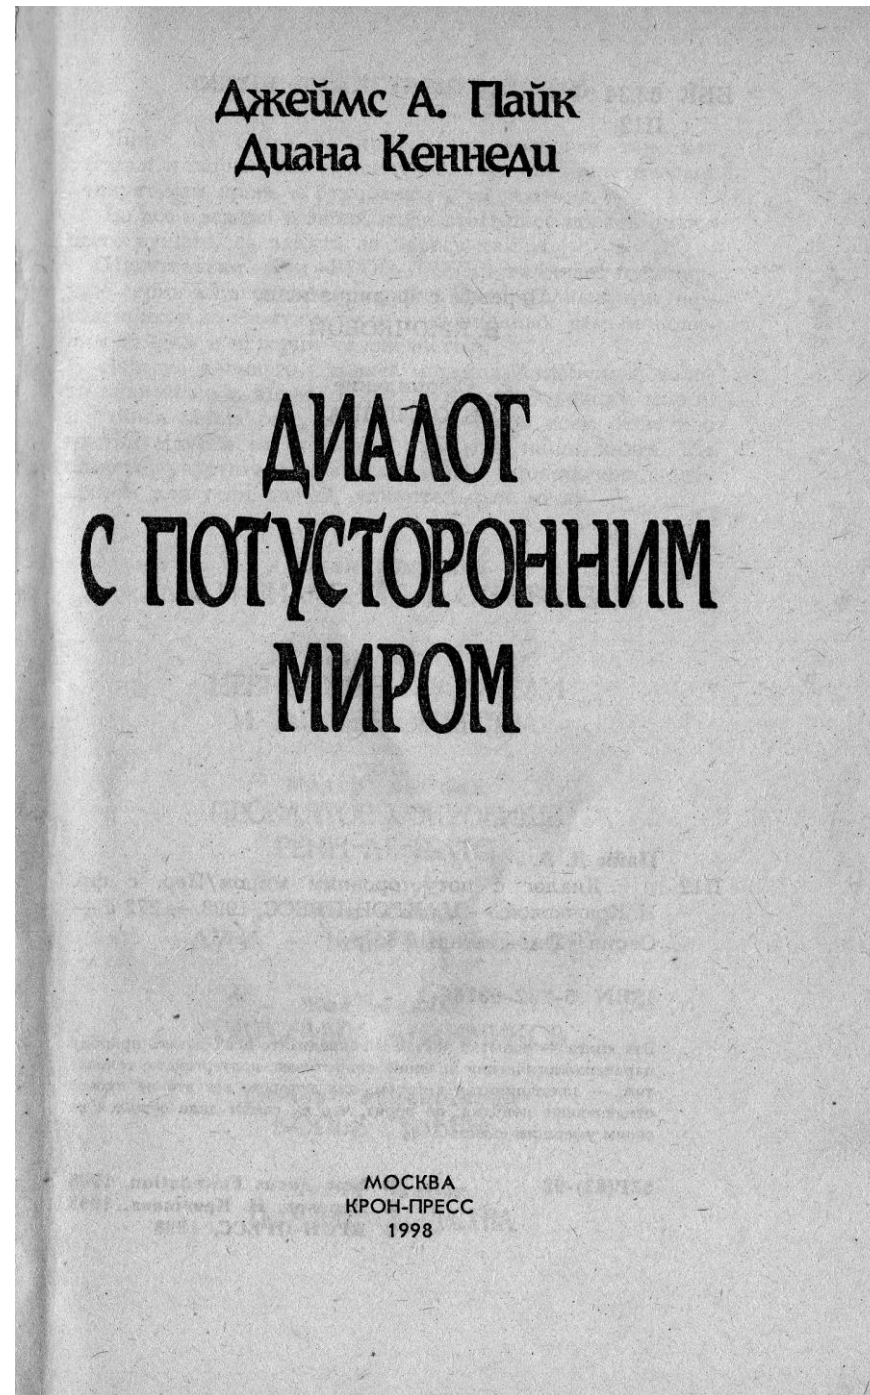 Джеймс А. Пайк
Диана Кеннеди
ДИАЛОГ
С ПОТУСТОРОННИМ
МИРОМ
МОСКВА
КРОН-ПРЕСС
1998